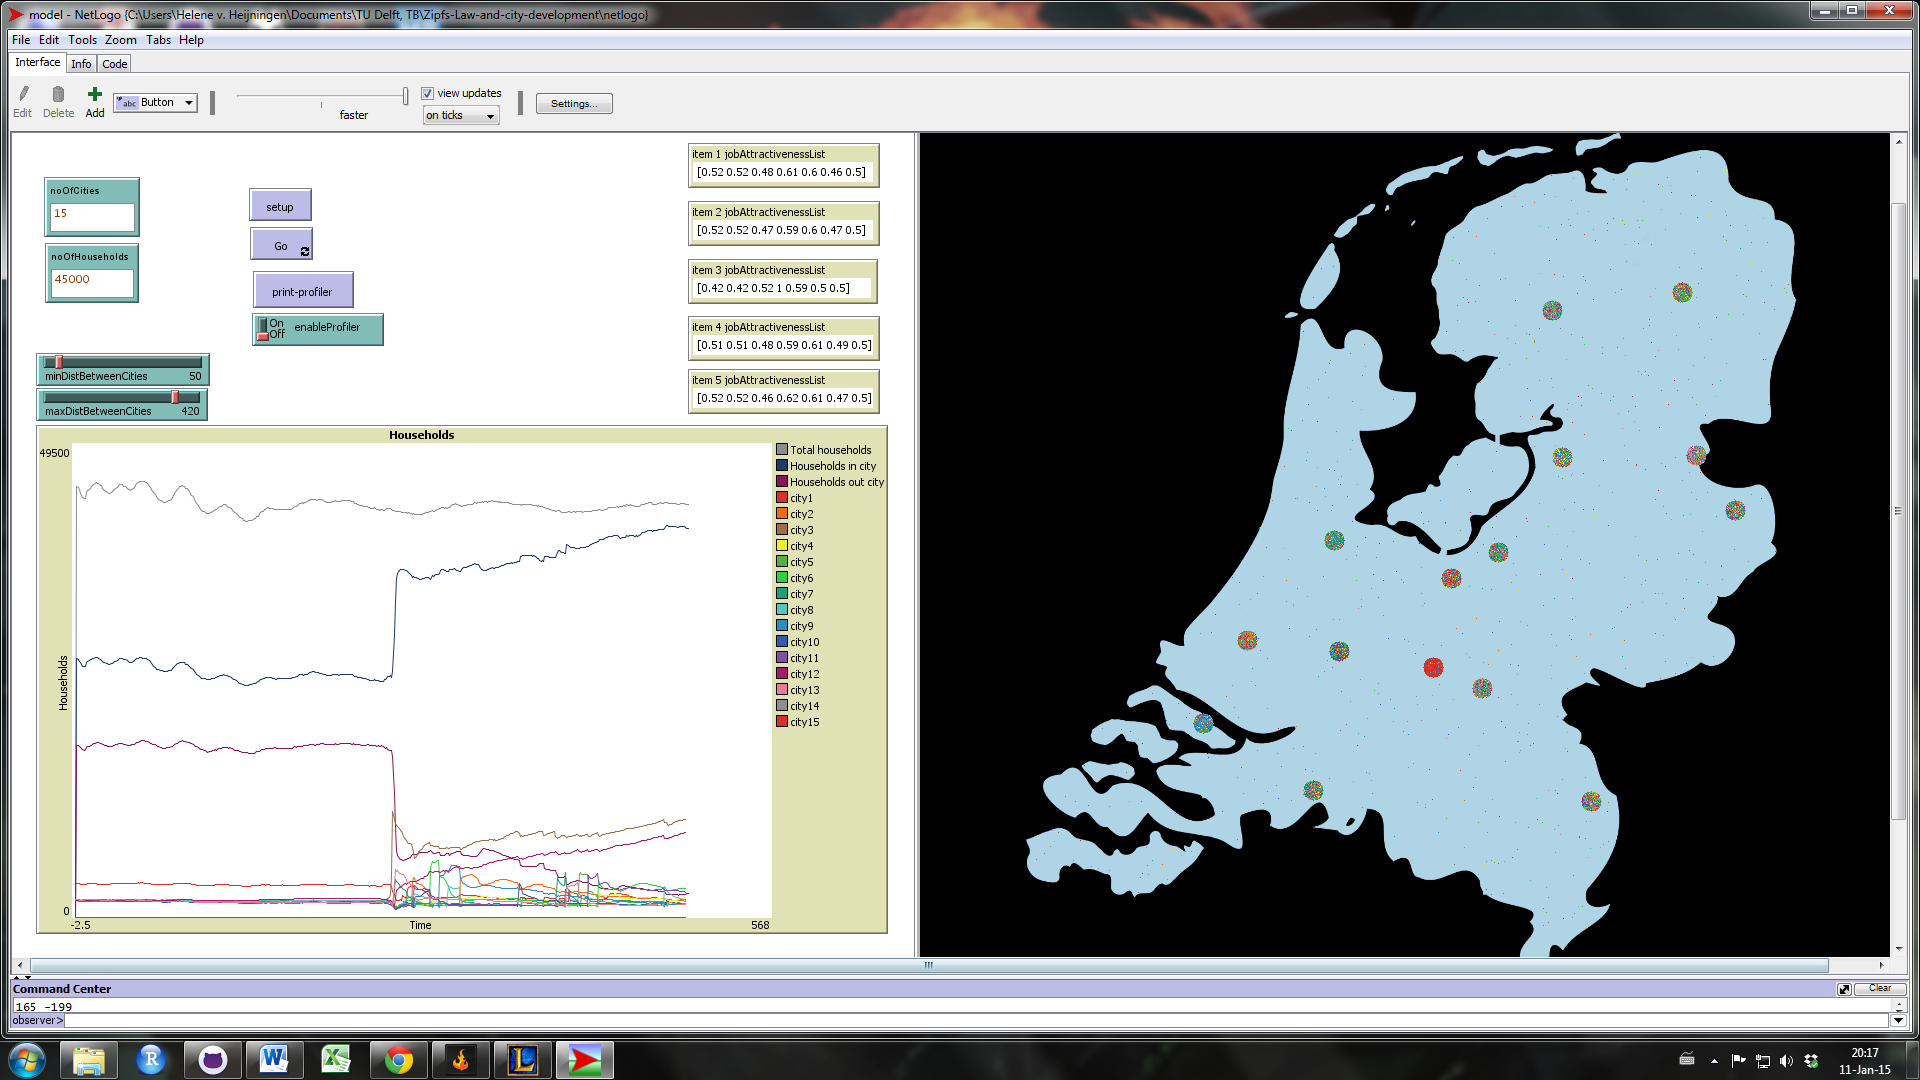 model - NetLogo {C:\Users\Helene v. Heijningen\Documents\TU Delft, TB\Zipfs-Law-and-city-development\netlogo}
File Edit Tools Zoom Tabs Help
Interface Info Code
Edit Delete Add
abc Button
faster
view updates
on ticks
Settings...
noOfCities
15
noOfHouseholds
45000
setup
Go
print-profiler
On
Off
enableProfiler
minDistBetweenCities 50
maxDistBetweenCities 420
item 1 jobAttractivenessList
[0.52 0.52 0.48 0.61 0.6 0.46 0.5]
item 2 jobAttractivenessList
[0.52 0.52 0.47 0.59 0.6 0.47 0.5]
item 3 jobAttractivenessList
[0.42 0.42 0.52 1 0.59 0.5 0.5]
item 4 jobAttractivenessList
[0.51 0.51 0.48 0.59 0.61 0.49 0.5]
item 5 jobAttractivenessList
[0.52 0.52 0.46 0.62 0.61 0.47 0.5]
Households
49500
Households
0
-2.5
Time
568
Total households
Households in city
Households out city
city1
city2
city3
city4
city5
city6
city7
city8
city9
city10
city11
city12
city13
city14
city15
Command Center
Clear
165 -199
observer>
R
W
X
L
20:17
11-Jan-15